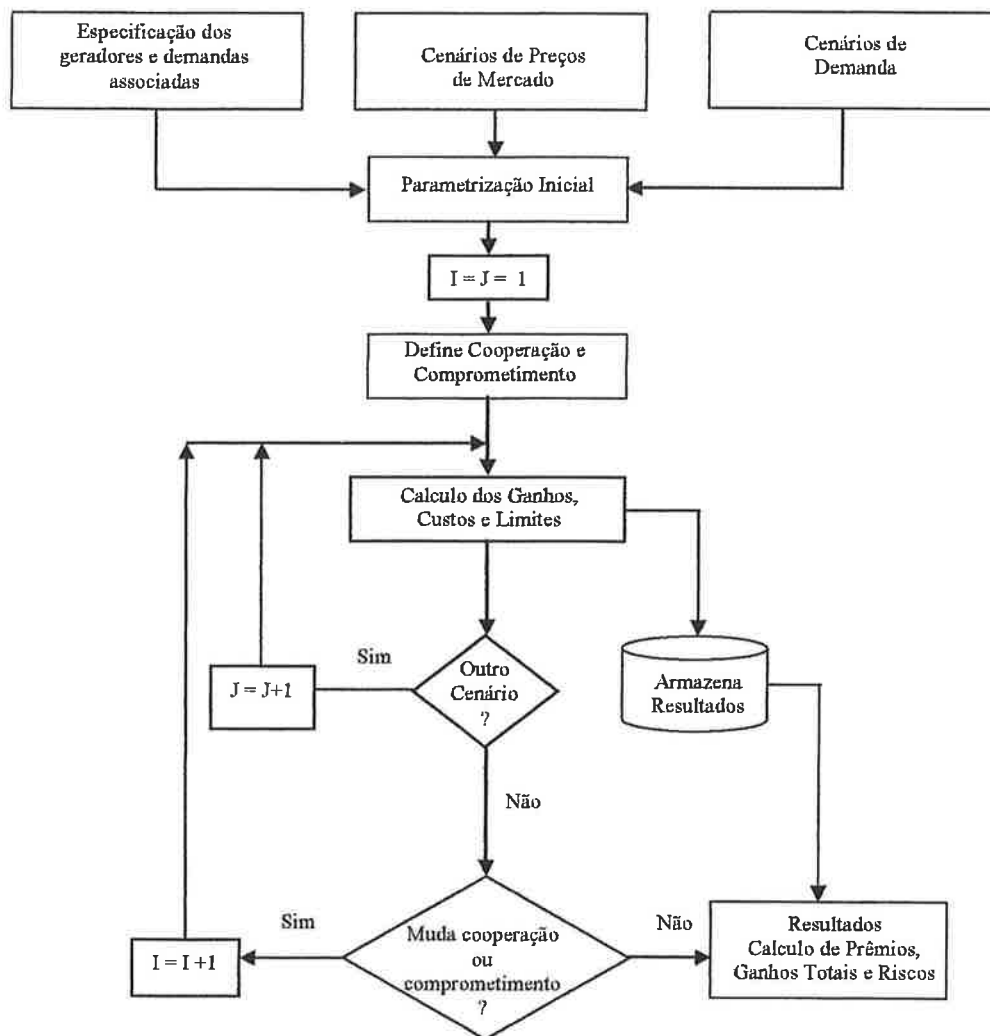 Especificação dos
geradores e demandas
associadas
Cenários de Preços
de Mercado
Cenários de
Demanda
Parametrização Inicial
I = J = 1
Define Cooperação e
Comprometimento
Calculo dos Ganhos,
Custos e Limites
Sim
Outro
Cenário
?
J = J+1
Armazena
Resultados
Não
Sim
Muda cooperação
ou
comprometimento
?
Não
I = I +1
Resultados
Calculo de Prêmios,
Ganhos Totais e Riscos